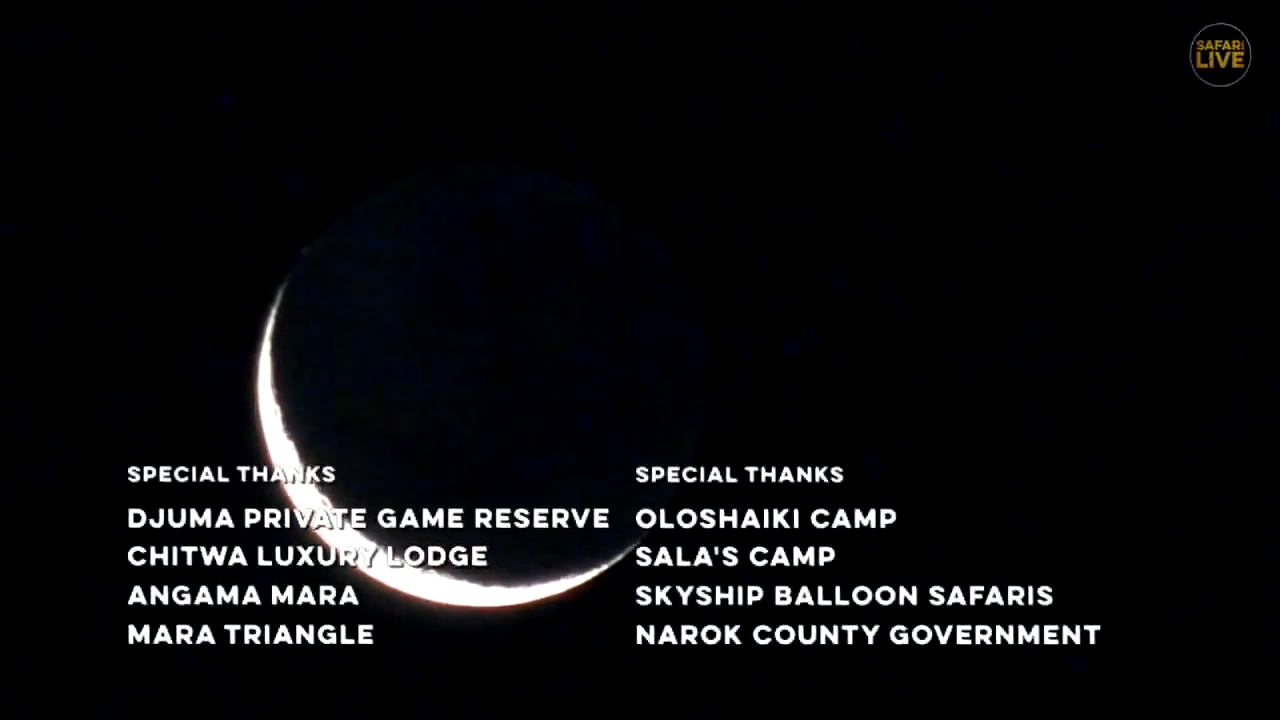 SAFARI
LIVE
SPECIAL THANKS
DJUMA PRIVATE GAME RESERVE
CHITWA LUXURY LODGE
ANGAMA MARA
MARA TRIANGLE
SPECIAL THANKS
OLOSHAIKI CAMP
SALA'S CAMP
SKYSHIP BALLOON SAFARIS
NAROK COUNTY GOVERNMENT